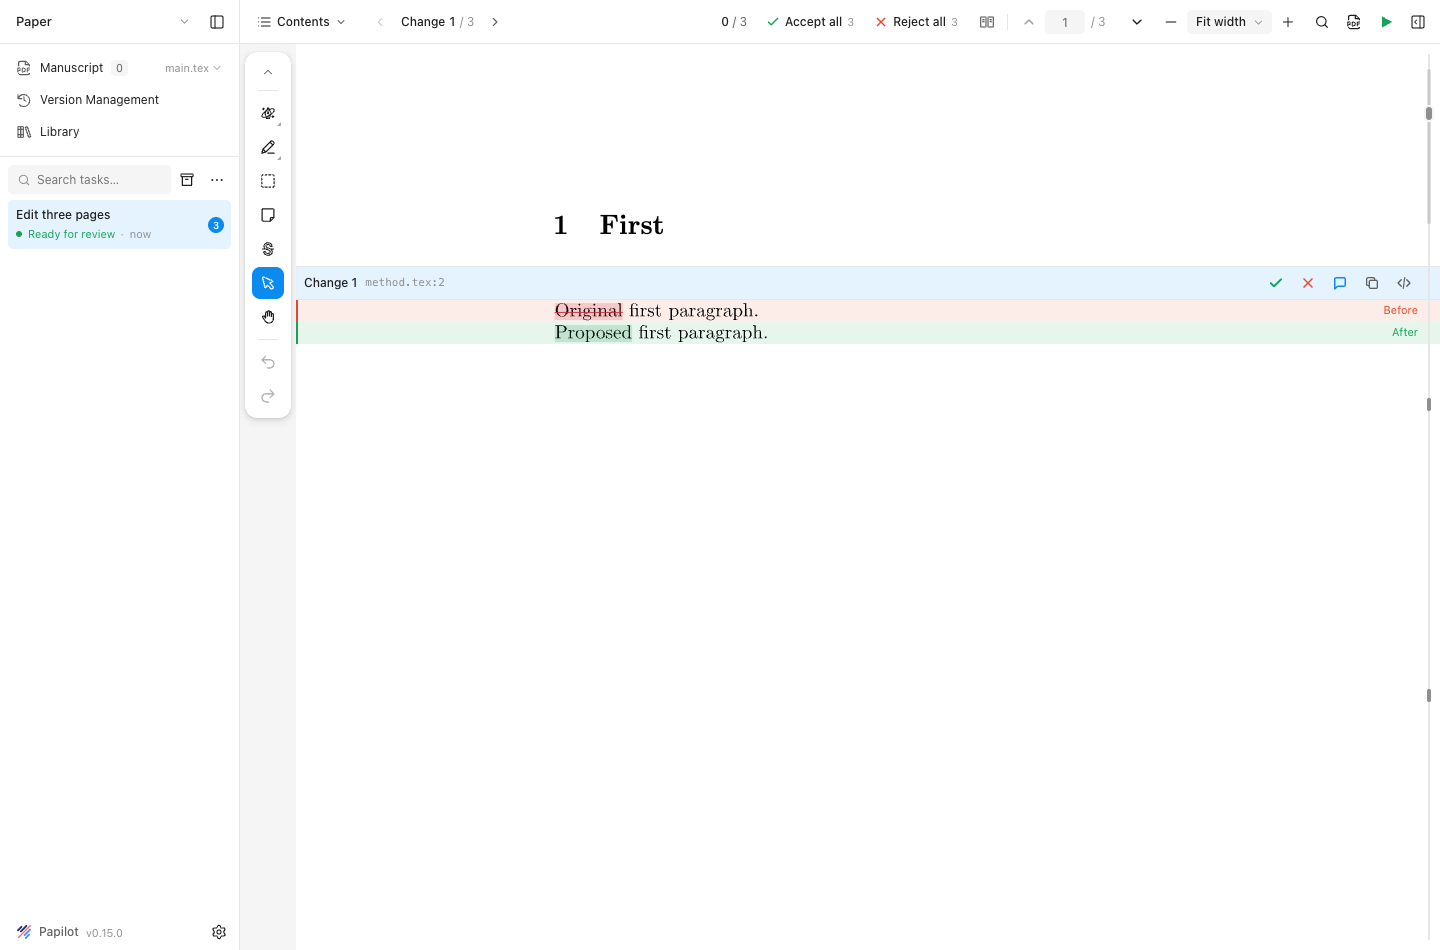 Paper
Contents
Change 1 / 3
0 / 3
Accept all 3
Reject all 3
1 / 3
Fit width
Manuscript 0 main.tex
Version Management
Library
Search tasks...
Edit three pages
Ready for review · now
3
1 First
Change 1 method.tex:2
Original first paragraph. Before
Proposed first paragraph. After
Papilot v0.15.0